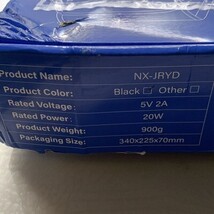 Product Name: NX-JRYD
Product Color: Black ☐ Other ☐
Rated Voltage: 5V 2A
Rated Power: 20W
Product Weight: 900g
Packaging Size: 340x225x70mm